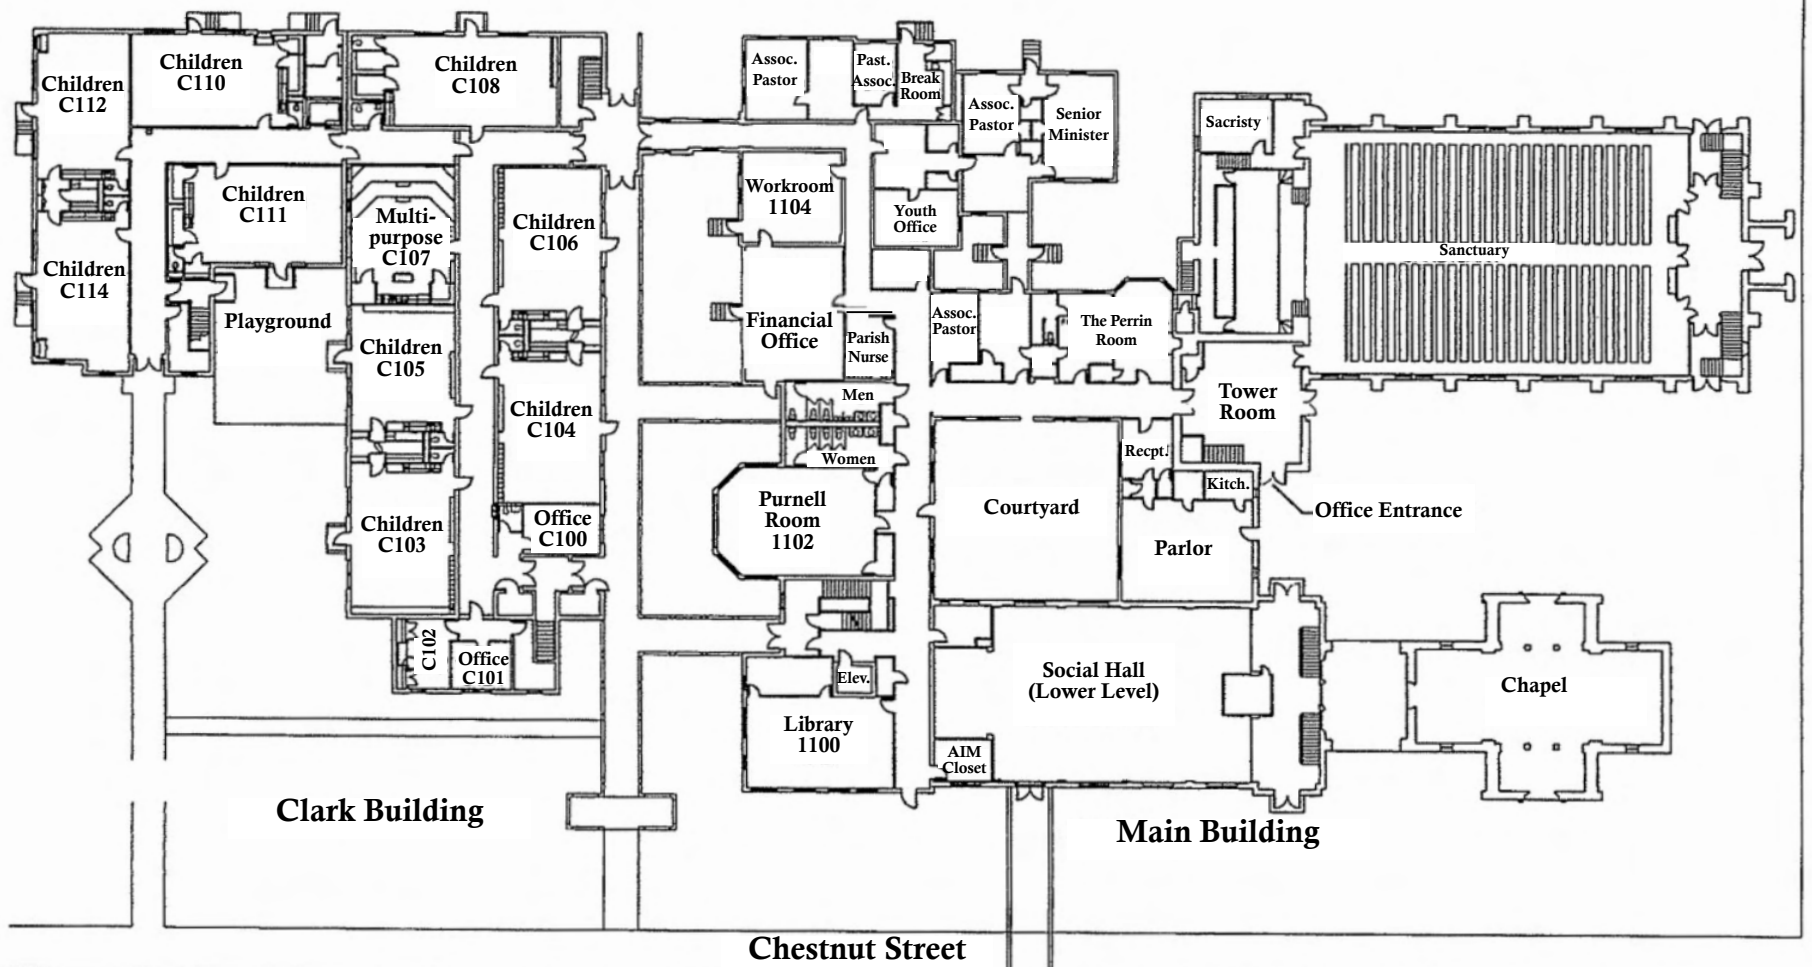 Children
C112
Children
C110
Children
C108
Assoc.
Pastor
Past.
Assoc.
Break
Room
Assoc.
Pastor
Senior
Minister
Sacristy
Children
C111
Multi-
purpose
C107
Children
C106
Workroom
1104
Youth
Office
Sanctuary
Children
C114
Playground
Children
C105
Financial
Office
Parish
Nurse
Assoc.
Pastor
The Perrin
Room
Tower
Room
Children
C104
Men
Women
Recpt.
Kitch.
Office Entrance
Children
C103
Office
C100
Purnell
Room
1102
Courtyard
Parlor
C102
Office
C101
Elev.
Library
1100
Social Hall
(Lower Level)
AIM
Closet
Chapel
Clark Building
Main Building
Chestnut Street